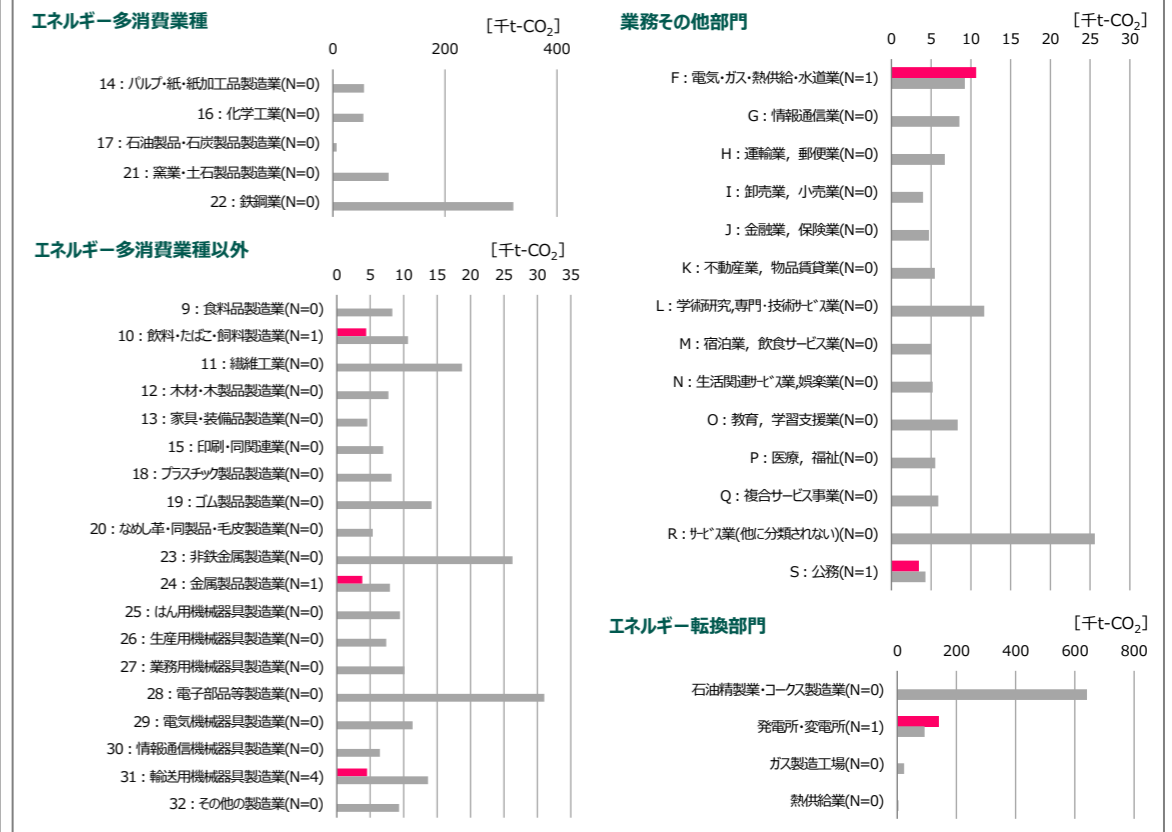 エネルギー多消費業種
[千t-CO₂]
0 200 400
14：パルプ・紙・紙加工品製造業(N=0)
16：化学工業(N=0)
17：石油製品・石炭製品製造業(N=0)
21：窯業・土石製品製造業(N=0)
22：鉄鋼業(N=0)
エネルギー多消費業種以外
[千t-CO₂]
0 5 10 15 20 25 30 35
9：食料品製造業(N=0)
10：飲料・たばこ・飼料製造業(N=1)
11：繊維工業(N=0)
12：木材・木製品製造業(N=0)
13：家具・装備品製造業(N=0)
15：印刷・同関連業(N=0)
18：プラスチック製品製造業(N=0)
19：ゴム製品製造業(N=0)
20：なめし革・同製品・毛皮製造業(N=0)
23：非鉄金属製造業(N=0)
24：金属製品製造業(N=1)
25：はん用機械器具製造業(N=0)
26：生産用機械器具製造業(N=0)
27：業務用機械器具製造業(N=0)
28：電子部品等製造業(N=0)
29：電気機械器具製造業(N=0)
30：情報通信機械器具製造業(N=0)
31：輸送用機械器具製造業(N=4)
32：その他の製造業(N=0)
業務その他部門
[千t-CO₂]
0 5 10 15 20 25 30
F：電気・ガス・熱供給・水道業(N=1)
G：情報通信業(N=0)
H：運輸業，郵便業(N=0)
I：卸売業，小売業(N=0)
J：金融業，保険業(N=0)
K：不動産業，物品賃貸業(N=0)
L：学術研究,専門・技術ｻｰﾋﾞｽ業(N=0)
M：宿泊業，飲食サービス業(N=0)
N：生活関連ｻｰﾋﾞｽ業,娯楽業(N=0)
O：教育，学習支援業(N=0)
P：医療，福祉(N=0)
Q：複合サービス事業(N=0)
R：ｻｰﾋﾞｽ業(他に分類されない)(N=0)
S：公務(N=1)
エネルギー転換部門
[千t-CO₂]
0 200 400 600 800
石油精製業・コークス製造業(N=0)
発電所・変電所(N=1)
ガス製造工場(N=0)
熱供給業(N=0)